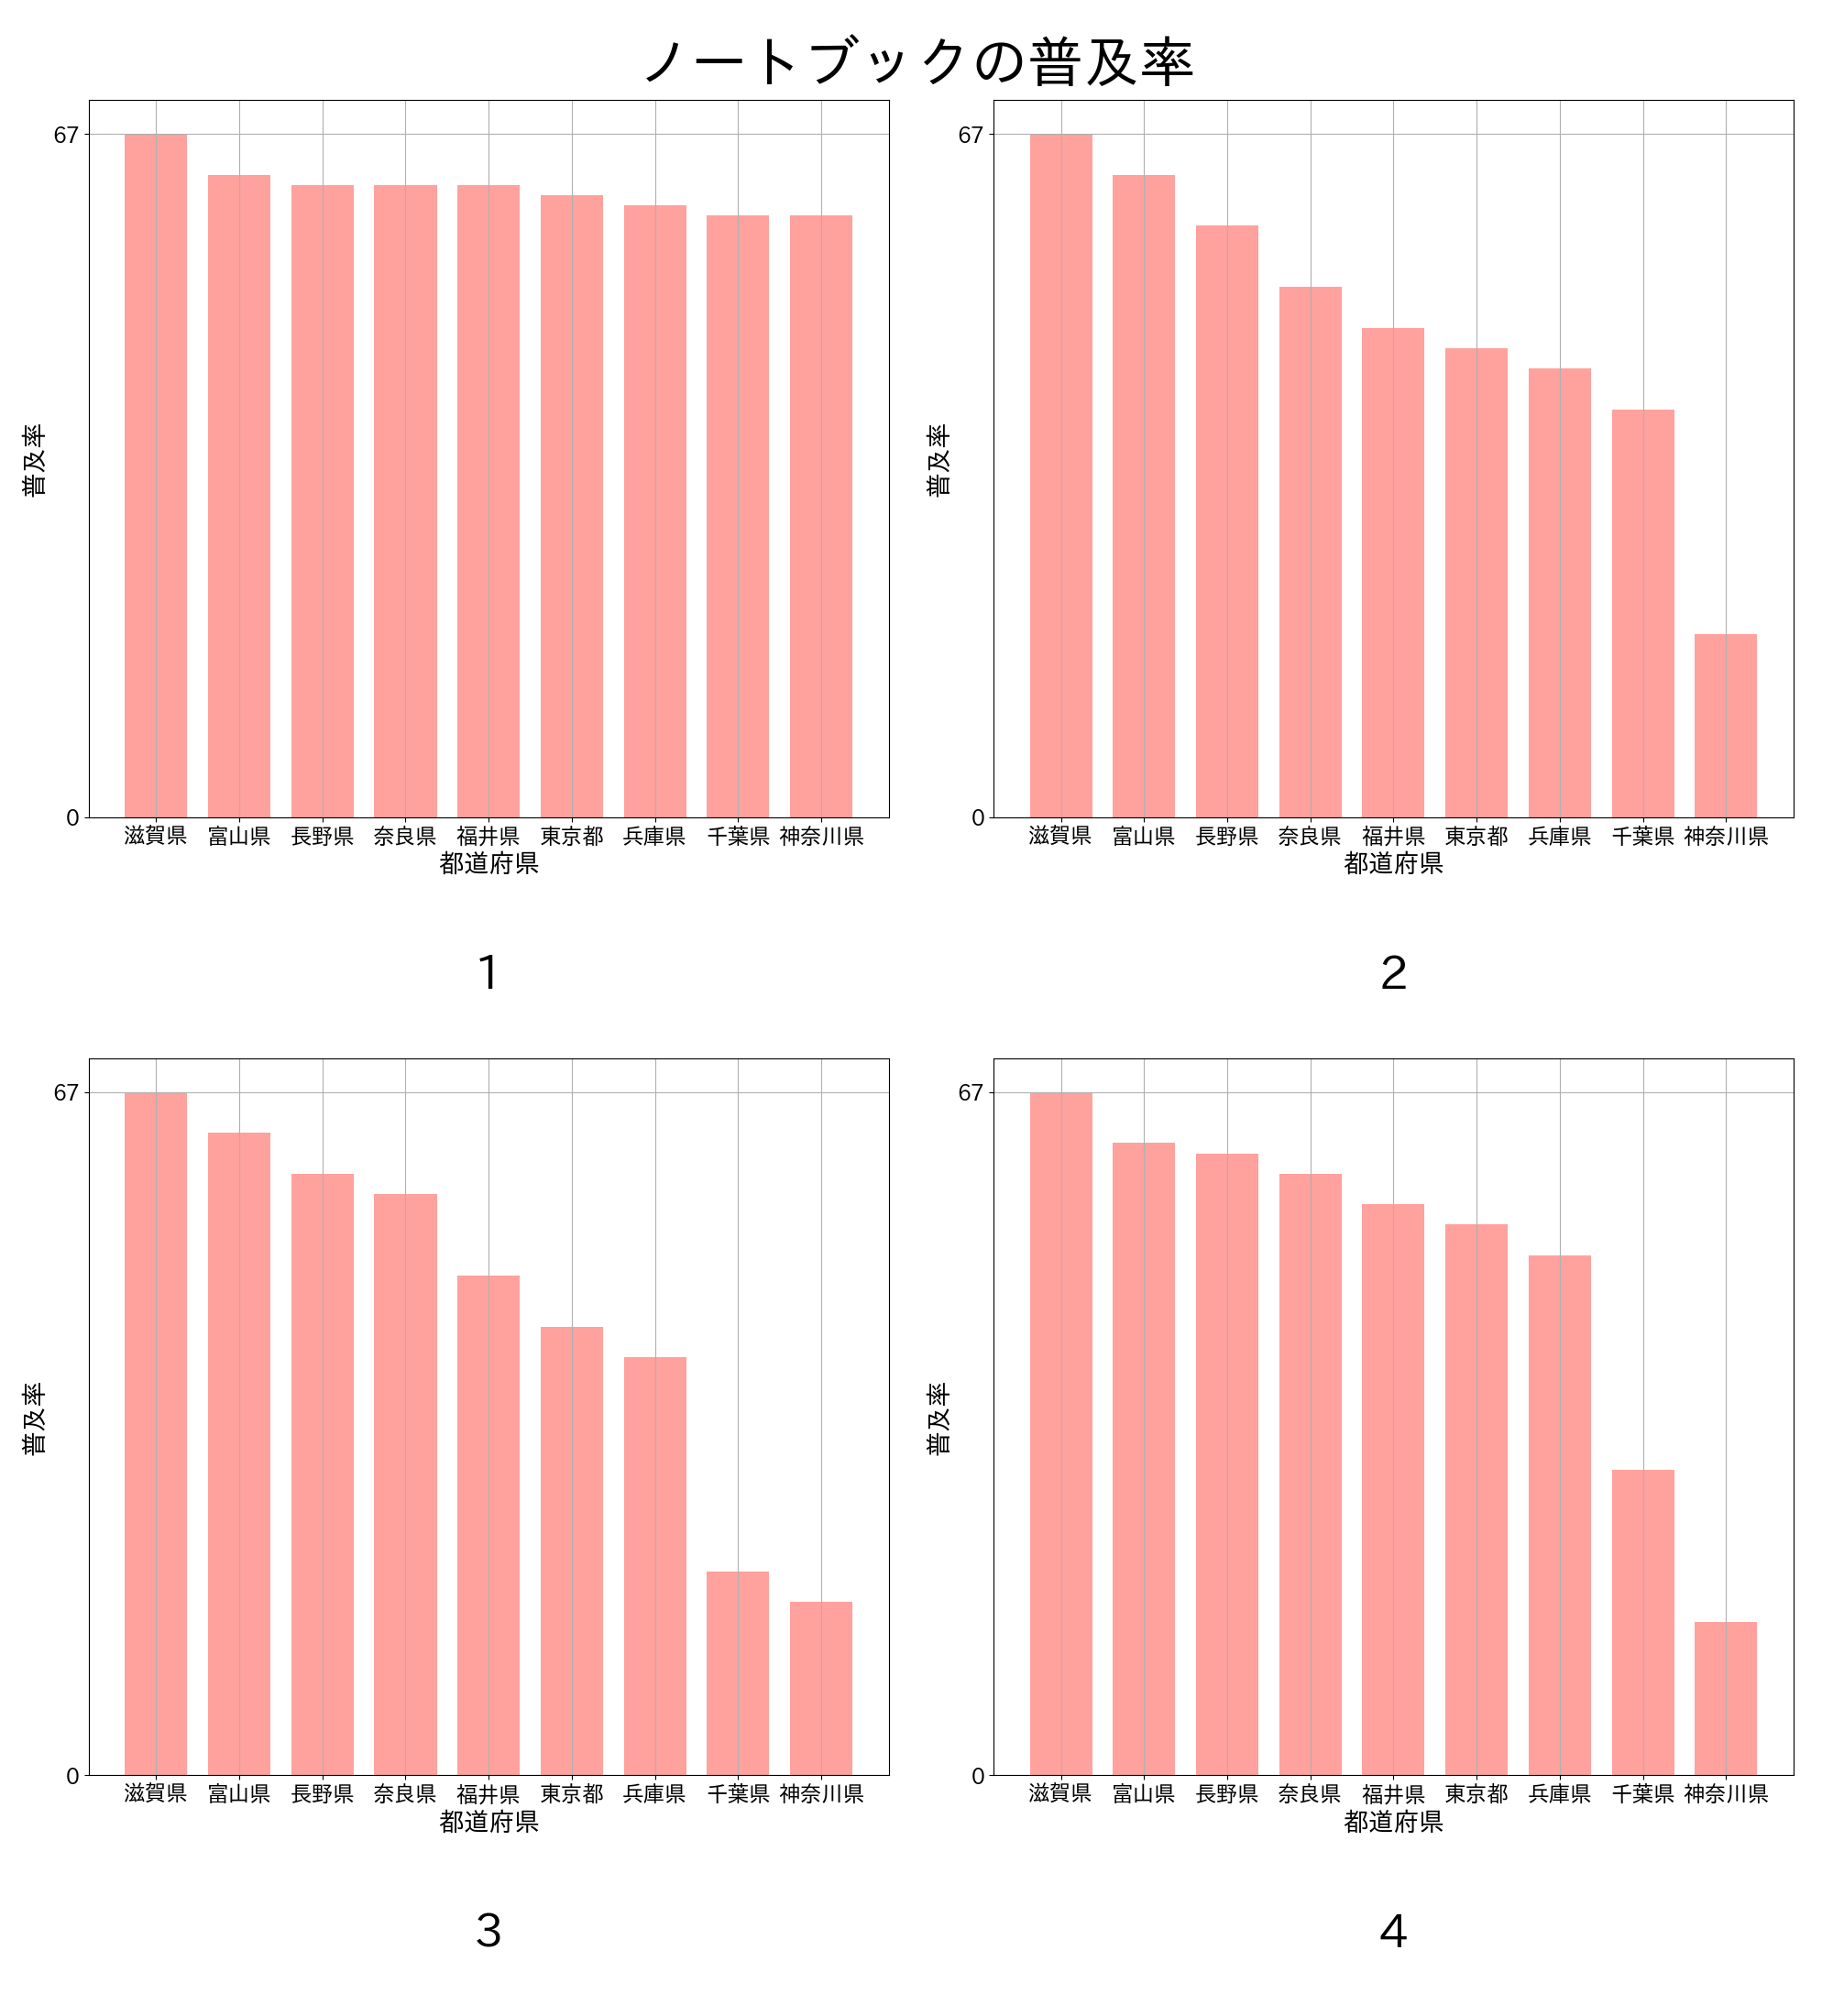 ノートブックの普及率
67
0
普及率
滋賀県 富山県 長野県 奈良県 福井県 東京都 兵庫県 千葉県 神奈川県
都道府県
1
67
0
普及率
滋賀県 富山県 長野県 奈良県 福井県 東京都 兵庫県 千葉県 神奈川県
都道府県
2
67
0
普及率
滋賀県 富山県 長野県 奈良県 福井県 東京都 兵庫県 千葉県 神奈川県
都道府県
3
67
0
普及率
滋賀県 富山県 長野県 奈良県 福井県 東京都 兵庫県 千葉県 神奈川県
都道府県
4